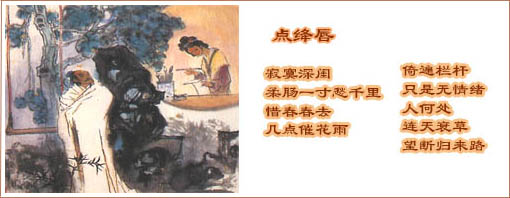 点绛唇
寂寞深闺
柔肠一寸愁千里
惜春春去
几点催花雨
倚遍栏杆
只是无情绪
人何处
连天衰草
望断归来路